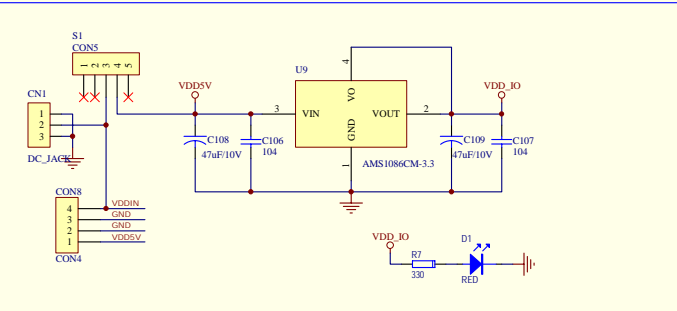 S1
CON5
1 2 3 4 5
CN1
1
2
3
DC_JACK
CON8
4 VDDIN
3 GND
2 GND
1 VDD5V
CON4
VDD5V
C108
47uF/10V
C106
104
U9
4
VO
3 VIN
VOUT 2
GND
1
AMS1086CM-3.3
VDD_IO
C109
47uF/10V
C107
104
VDD_IO
R7
330
D1
RED